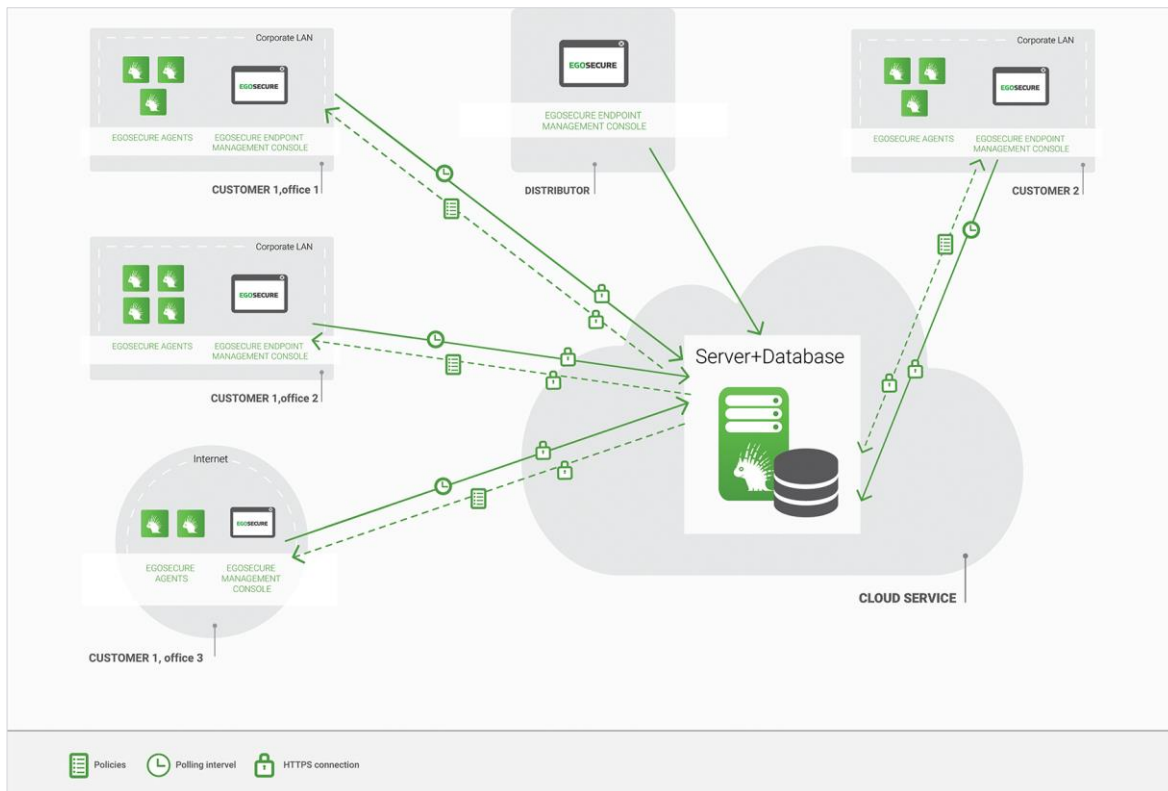 Corporate LAN
EGOSECURE
EGOSECURE AGENTS
EGOSECURE ENDPOINT
MANAGEMENT CONSOLE
CUSTOMER 1,office 1
EGOSECURE
EGOSECURE ENDPOINT
MANAGEMENT CONSOLE
DISTRIBUTOR
Corporate LAN
EGOSECURE
EGOSECURE AGENTS
EGOSECURE ENDPOINT
MANAGEMENT CONSOLE
CUSTOMER 2
Corporate LAN
EGOSECURE
EGOSECURE AGENTS
EGOSECURE ENDPOINT
MANAGEMENT CONSOLE
CUSTOMER 1,office 2
Server+Database
CLOUD SERVICE
Internet
EGOSECURE
EGOSECURE
AGENTS
EGOSECURE
MANAGEMENT
CONSOLE
CUSTOMER 1, office 3
Policies
Polling intervel
HTTPS connection